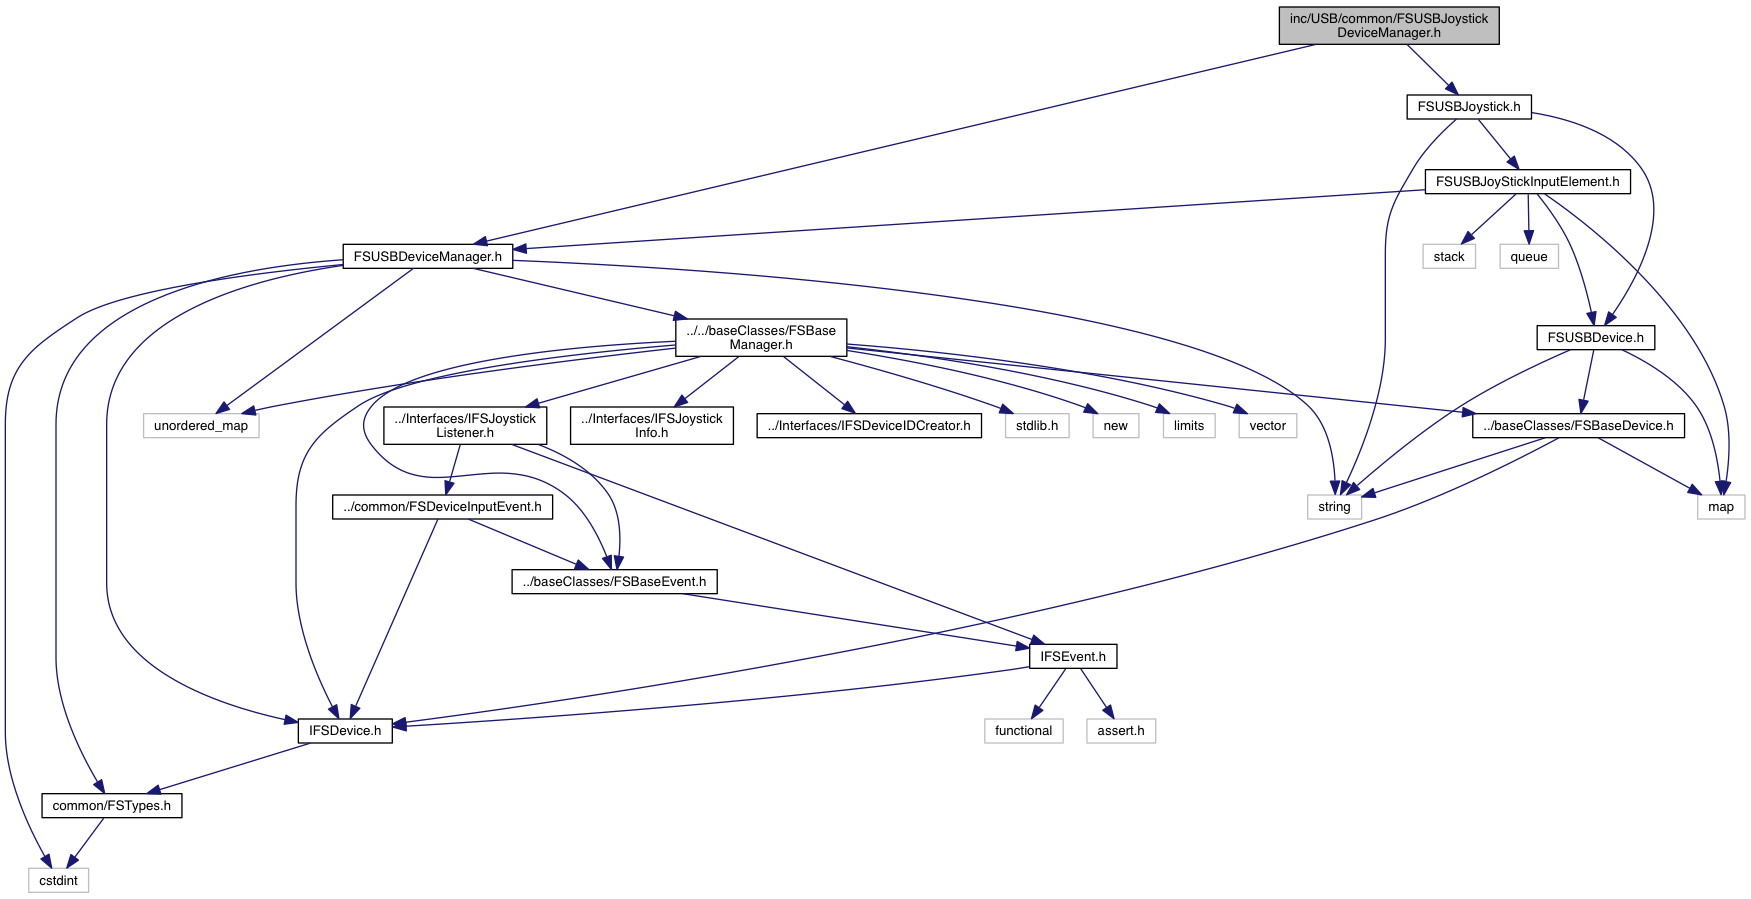 inc/USB/common/FSUSBJoystick
DeviceManager.h
FSUSBJoystick.h
FSUSBJoyStickInputElement.h
FSUSBDeviceManager.h
stack
queue
../../baseClasses/FSBase
Manager.h
FSUSBDevice.h
unordered_map
../Interfaces/IFSJoystick
Listener.h
../Interfaces/IFSJoystick
Info.h
../Interfaces/IFSDeviceIDCreator.h
stdlib.h
new
limits
vector
../baseClasses/FSBaseDevice.h
../common/FSDeviceInputEvent.h
string
map
../baseClasses/FSBaseEvent.h
IFSEvent.h
IFSDevice.h
functional
assert.h
common/FSTypes.h
cstdint